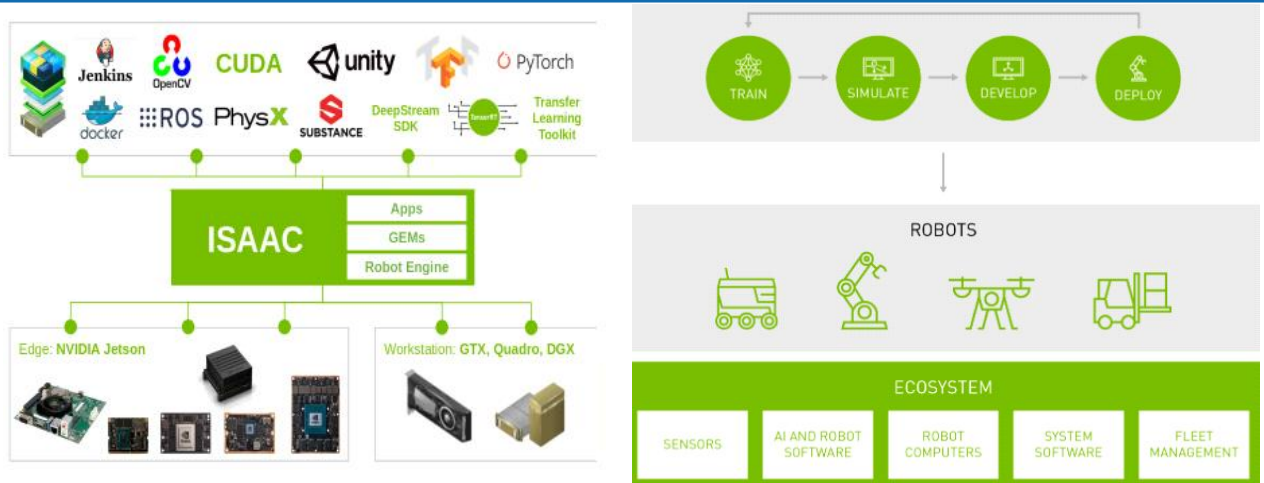 Jenkins
OpenCV
CUDA
unity
PyTorch
docker
ROS
PhysX
SUBSTANCE
DeepStream
SDK
TensorRT
Transfer
Learning
Toolkit
ISAAC
Apps
GEMs
Robot Engine
Edge: NVIDIA Jetson
Workstation: GTX, Quadro, DGX
TRAIN
SIMULATE
DEVELOP
DEPLOY
ROBOTS
ECOSYSTEM
SENSORS
AI AND ROBOT
SOFTWARE
ROBOT
COMPUTERS
SYSTEM
SOFTWARE
FLEET
MANAGEMENT